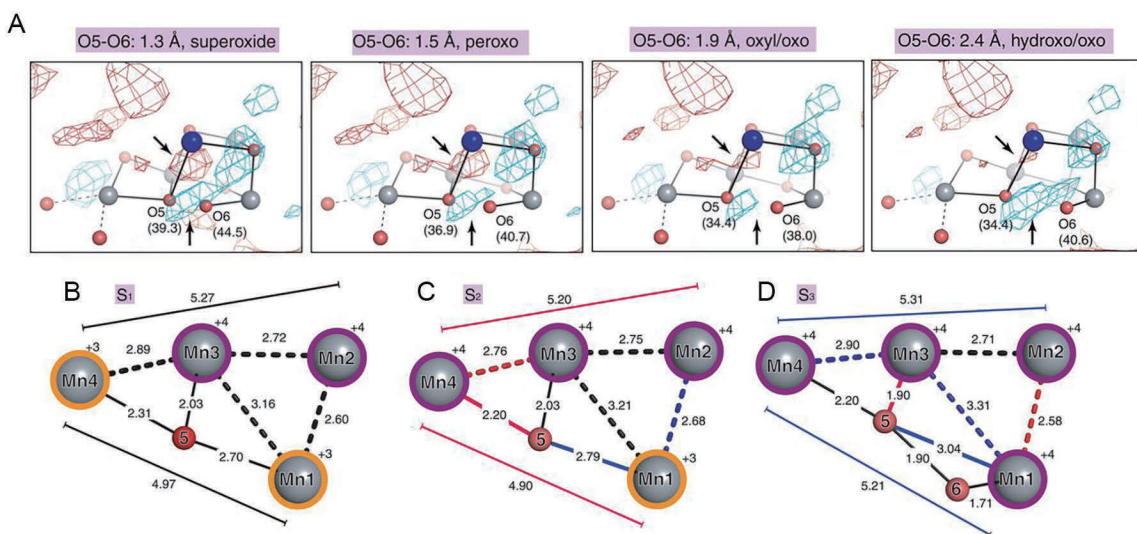 A
O5-O6: 1.3 Å, superoxide
O5-O6: 1.5 Å, peroxo
O5-O6: 1.9 Å, oxyl/oxo
O5-O6: 2.4 Å, hydroxo/oxo
O5
(39.3)
O6
(44.5)
O5
(36.9)
O6
(40.7)
O5
(34.4)
O6
(38.0)
O5
(34.4)
O6
(40.6)
B
S1
5.27
+3
Mn4
2.89
+4
Mn3
2.72
+4
Mn2
2.31
2.03
3.16
2.60
5
2.70
+3
Mn1
4.97
C
S2
5.20
+4
Mn4
2.76
+4
Mn3
2.75
+4
Mn2
2.20
2.03
3.21
2.68
5
2.79
+3
Mn1
4.90
D
S3
5.31
+4
Mn4
2.90
+4
Mn3
2.71
+4
Mn2
2.20
1.90
3.31
2.58
5
3.04
1.90
+4
Mn1
6
1.71
5.21